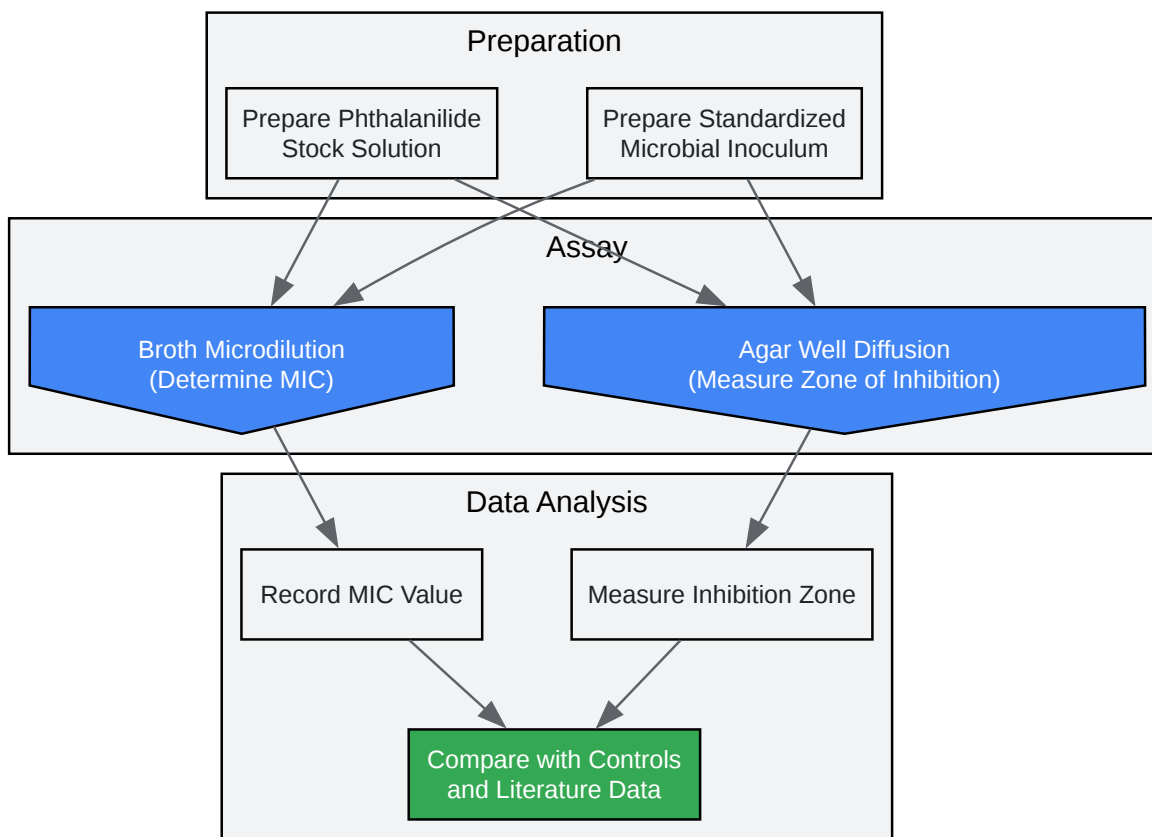 Preparation
Prepare Phthalanilide
Stock Solution
Prepare Standardized
Microbial Inoculum
Assay
Broth Microdilution
(Determine MIC)
Agar Well Diffusion
(Measure Zone of Inhibition)
Data Analysis
Record MIC Value
Measure Inhibition Zone
Compare with Controls
and Literature Data